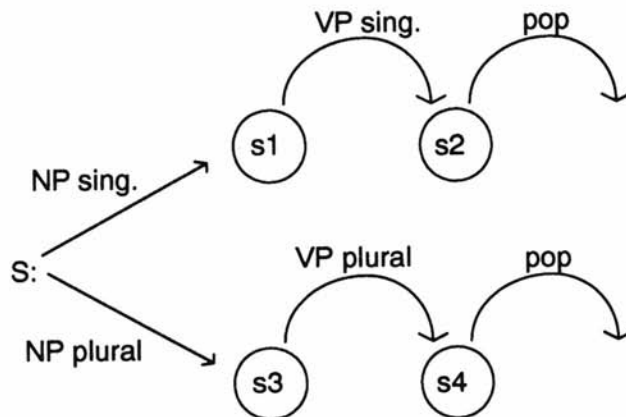 VP sing.
pop
s1
s2
NP sing.
S:
VP plural
pop
NP plural
s3
s4